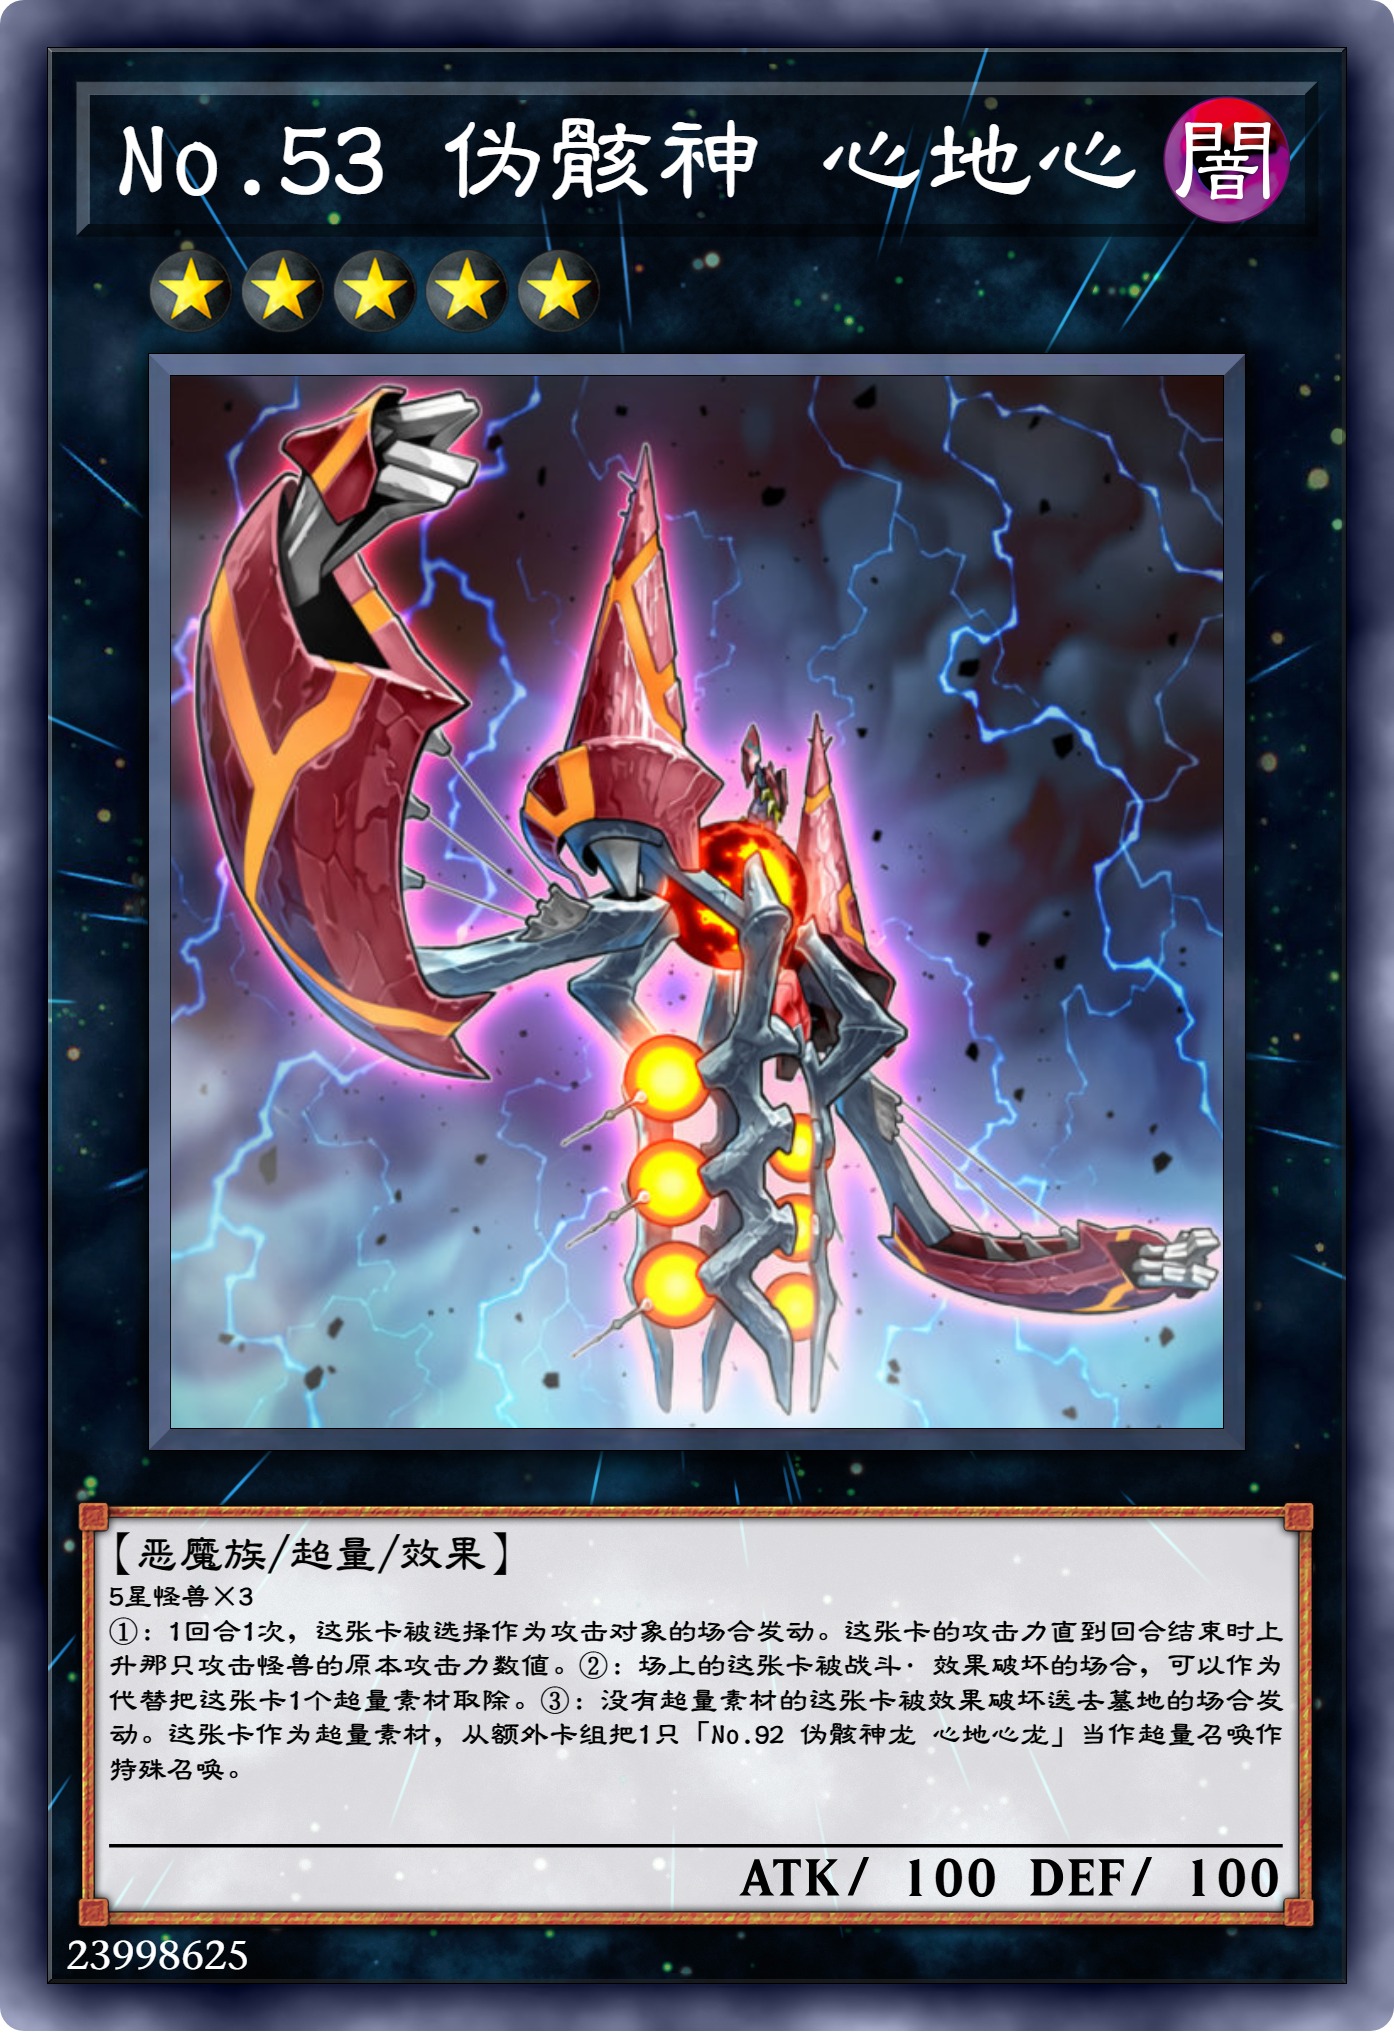 No.53 伪骸神 心地心
闇
【恶魔族/超量/效果】
5星怪兽×3
①：1回合1次，这张卡被选择作为攻击对象的场合发动。这张卡的攻击力直到回合结束时上
升那只攻击怪兽的原本攻击力数值。②：场上的这张卡被战斗·效果破坏的场合，可以作为
代替把这张卡1个超量素材取除。③：没有超量素材的这张卡被效果破坏送去墓地的场合发
动。这张卡作为超量素材，从额外卡组把1只「No.92 伪骸神龙 心地心龙」当作超量召唤作
特殊召唤。
ATK/ 100 DEF/ 100
23998625